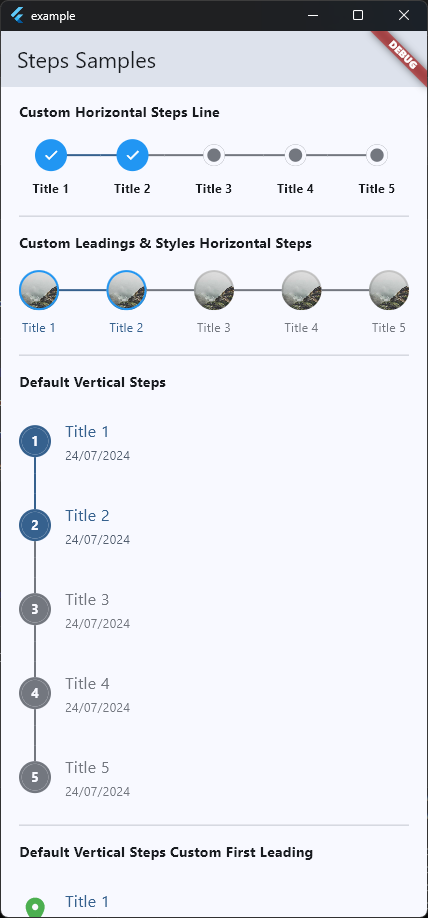 example
Steps Samples
DEBUG
Custom Horizontal Steps Line
Title 1 Title 2 Title 3 Title 4 Title 5
Custom Leadings & Styles Horizontal Steps
Title 1 Title 2 Title 3 Title 4 Title 5
Default Vertical Steps
1 Title 1
24/07/2024
2 Title 2
24/07/2024
3 Title 3
24/07/2024
4 Title 4
24/07/2024
5 Title 5
24/07/2024
Default Vertical Steps Custom First Leading
Title 1